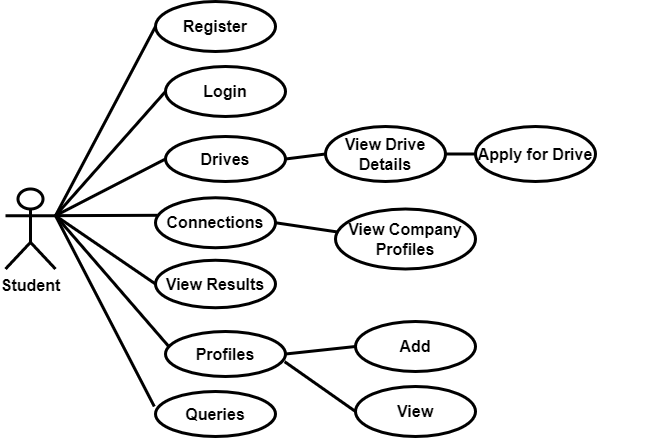 Register
Login
Drives
View Drive
Details
Apply for Drive
Connections
View Company
Profiles
Student
View Results
Profiles
Add
View
Queries